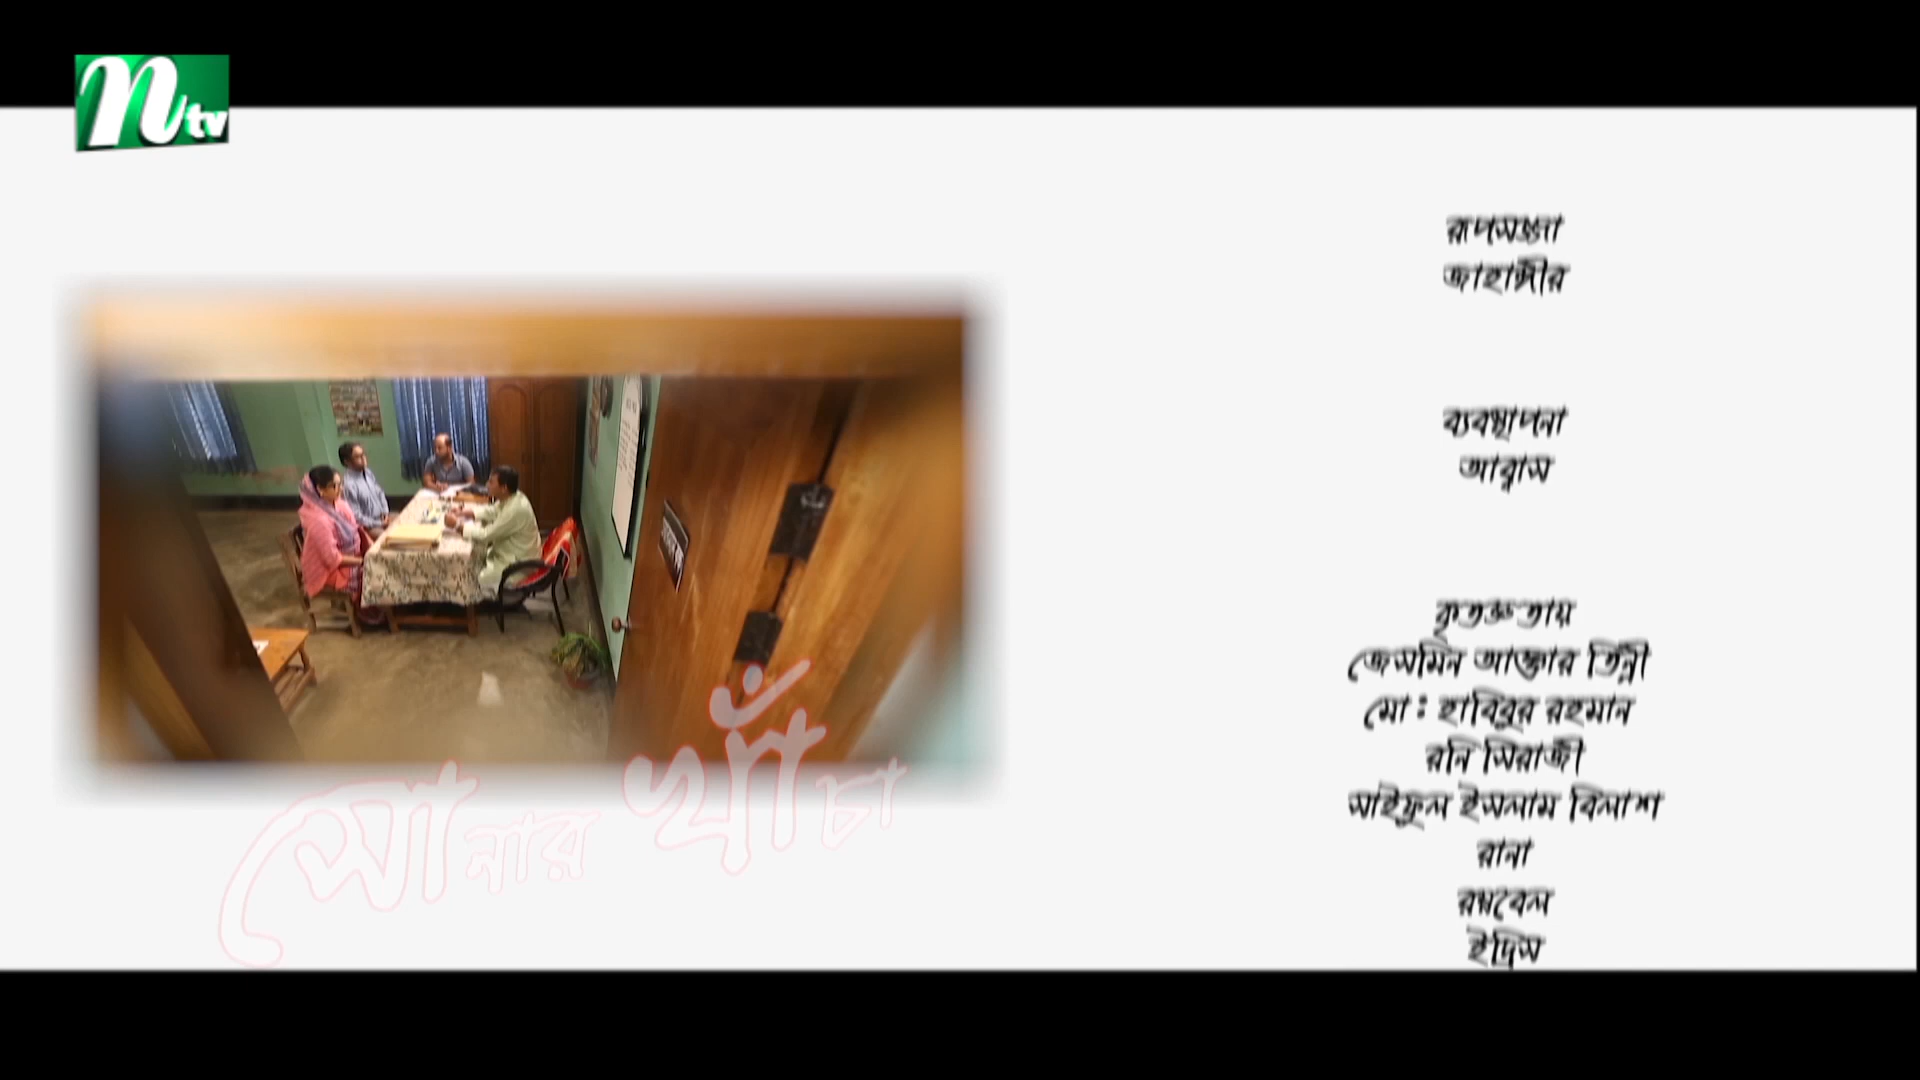 ntv
রূপসজ্জা
জাহাঙ্গীর
ব্যবস্থাপনা
আব্বাস
কৃতজ্ঞতায়
জেসমিন আক্তার তিন্নী
মো: হাবিবুর রহমান
রনি সিরাজী
সাইফুল ইসলাম বিলাশ
রানা
ইদ্রিস
সোনার খাঁচা